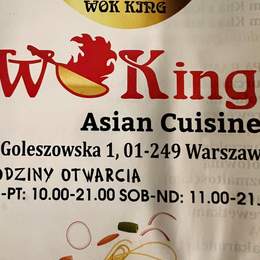 WOK KING
WOKing
Asian Cuisine
Goleszowska 1, 01-249 Warszaw
ODZINY OTWARCIA
-PT: 10.00-21.00 SOB-ND: 11.00-21.